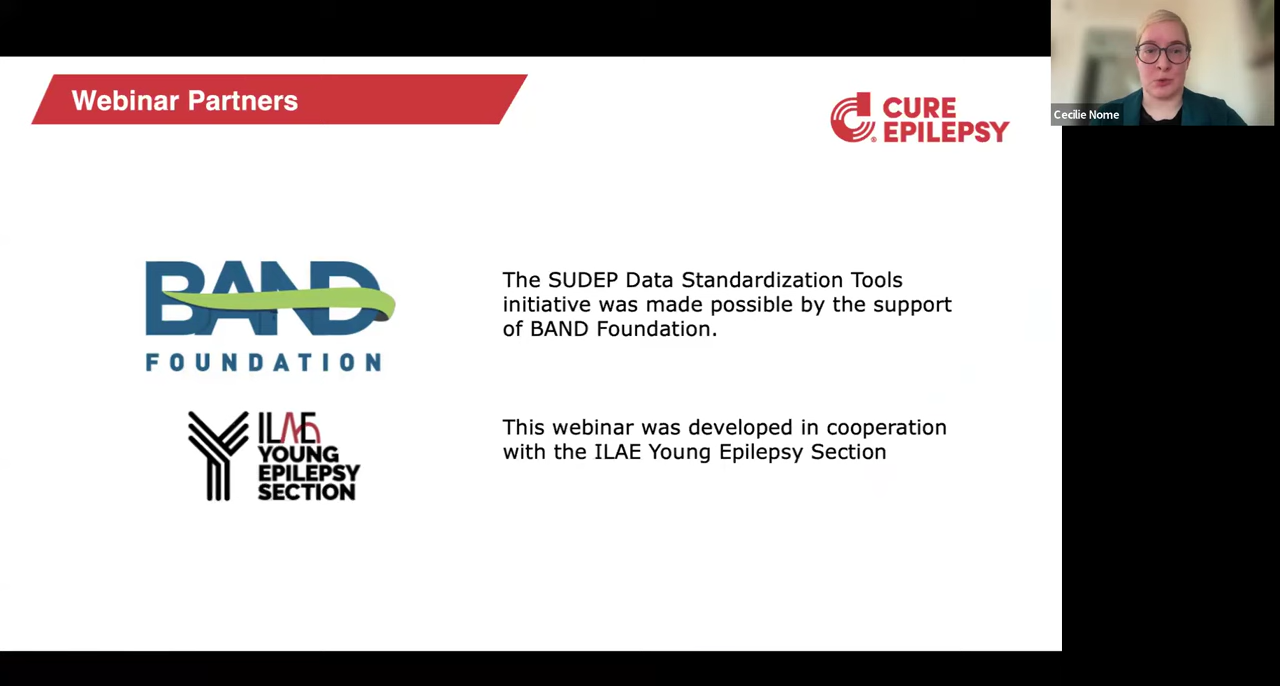 Webinar Partners
CURE
EPILEPSY
Cecilie Nome
BAND
FOUNDATION
The SUDEP Data Standardization Tools
initiative was made possible by the support
of BAND Foundation.
ILAE
YOUNG
EPILEPSY
SECTION
This webinar was developed in cooperation
with the ILAE Young Epilepsy Section